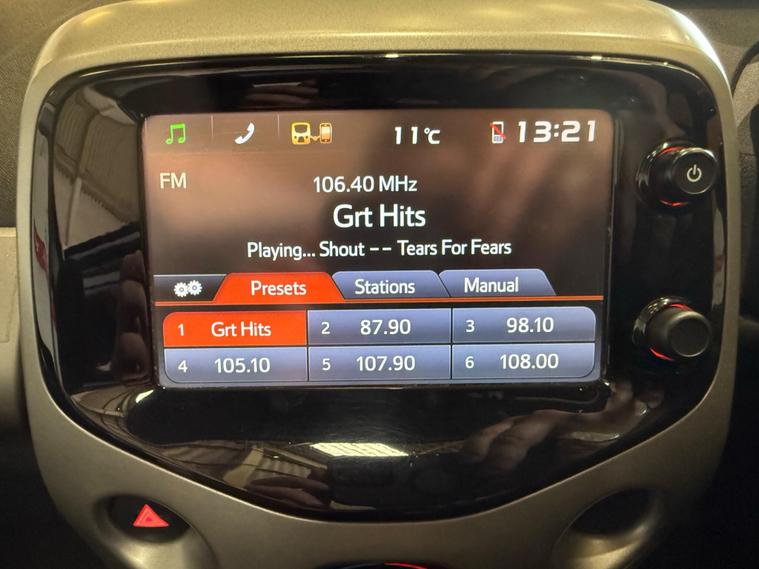 11°C 13:21
FM
106.40 MHz
Grt Hits
Playing... Shout -- Tears For Fears
Presets Stations Manual
1 Grt Hits 2 87.90 3 98.10
4 105.10 5 107.90 6 108.00